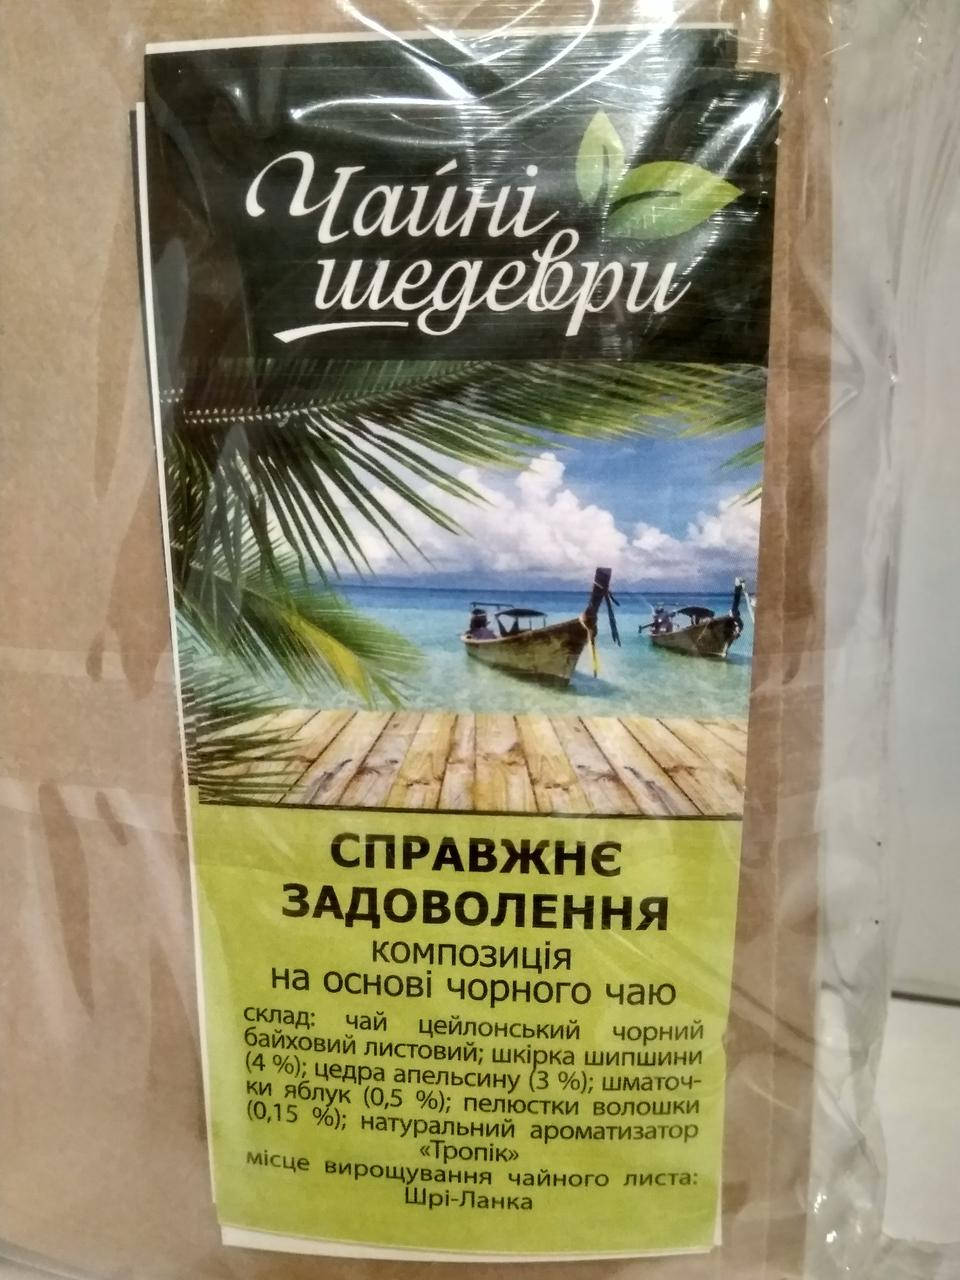 Чайні
шедеври
СПРАВЖНЄ
ЗАДОВОЛЕННЯ
композиція
на основі чорного чаю
склад: чай цейлонський чорний
байховий листовий; шкірка шипшини
(4 %); цедра апельсину (3 %); шматоч-
ки яблук (0,5 %); пелюстки волошки
(0,15 %); натуральний ароматизатор
«Тропік»
місце вирощування чайного листа:
Шрі-Ланка